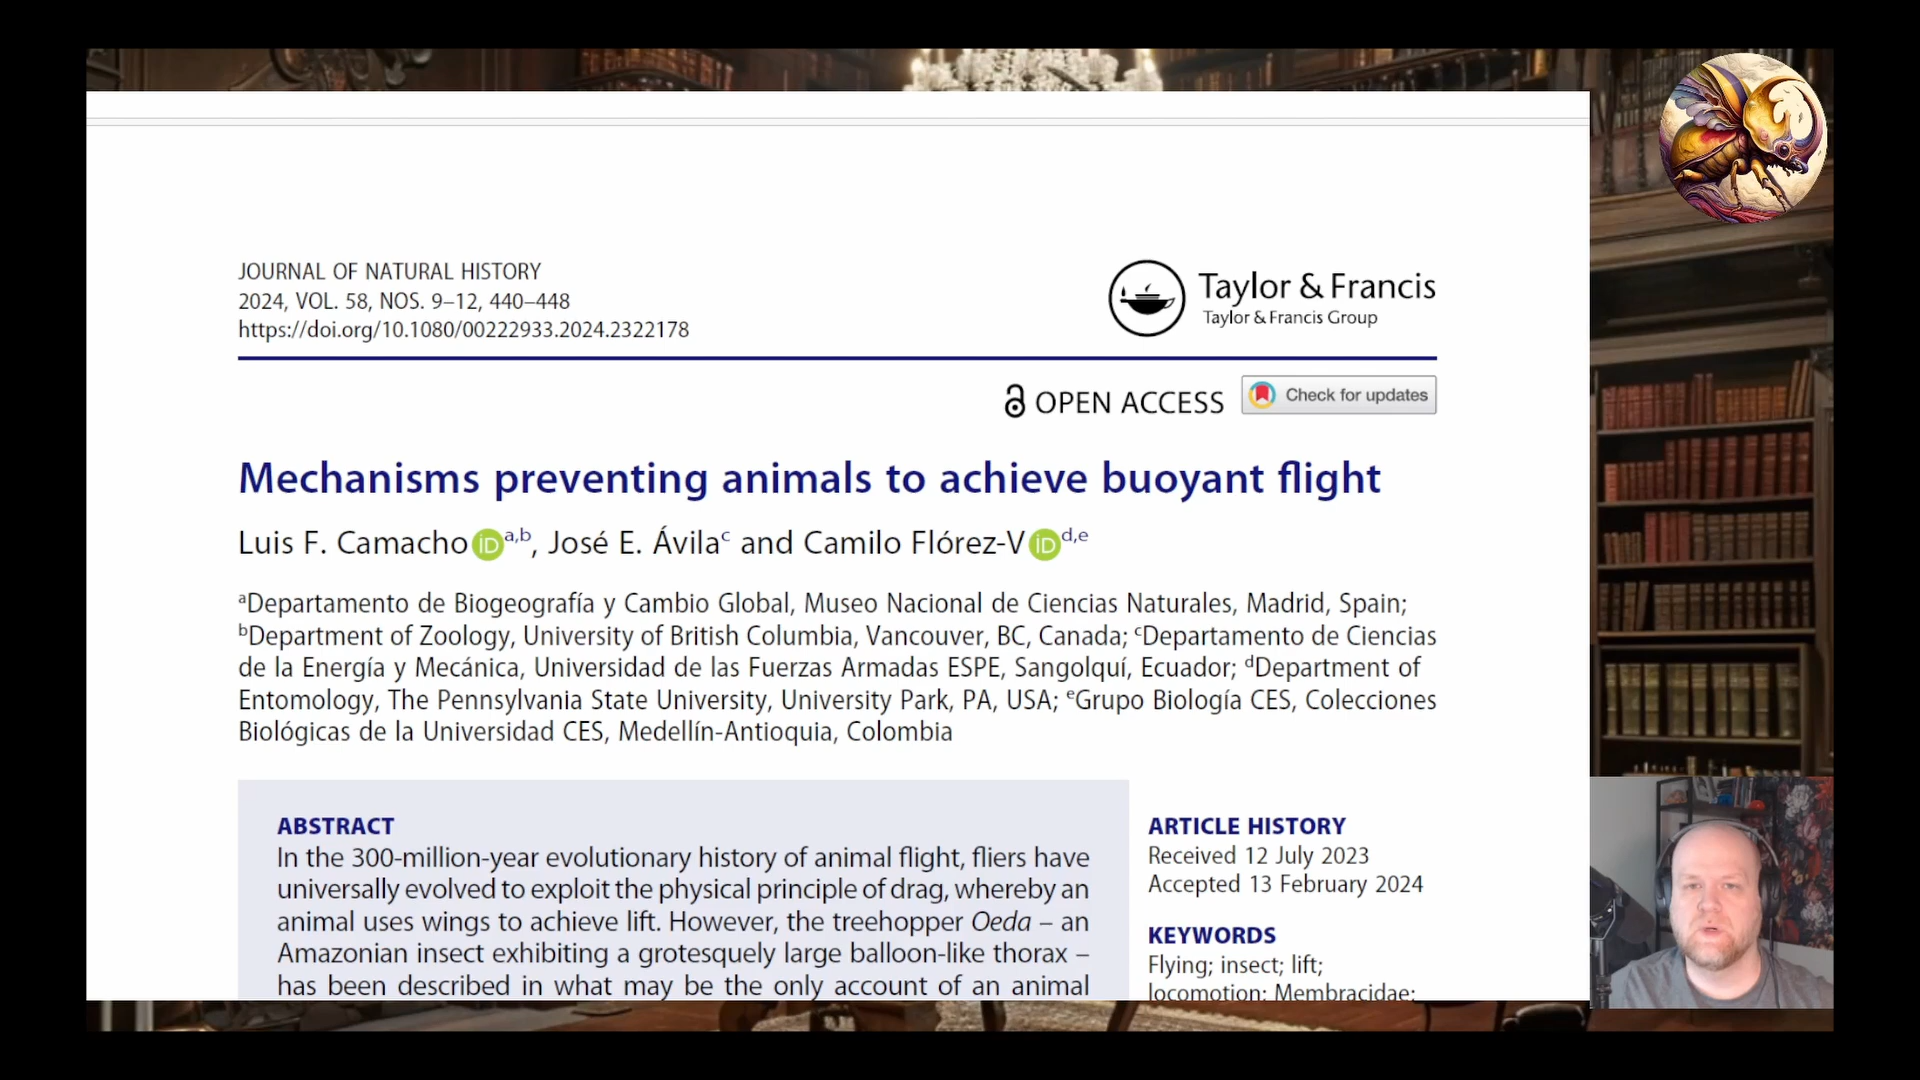 JOURNAL OF NATURAL HISTORY
2024, VOL. 58, NOS. 9–12, 440–448
https://doi.org/10.1080/00222933.2024.2322178
Taylor & Francis
Taylor & Francis Group
OPEN ACCESS
Check for updates
Mechanisms preventing animals to achieve buoyant flight
Luis F. Camacho iD a,b, José E. Ávila c and Camilo Flórez-V iD d,e
aDepartamento de Biogeografía y Cambio Global, Museo Nacional de Ciencias Naturales, Madrid, Spain;
bDepartment of Zoology, University of British Columbia, Vancouver, BC, Canada; cDepartamento de Ciencias
de la Energía y Mecánica, Universidad de las Fuerzas Armadas ESPE, Sangolquí, Ecuador; dDepartment of
Entomology, The Pennsylvania State University, University Park, PA, USA; eGrupo Biología CES, Colecciones
Biológicas de la Universidad CES, Medellín-Antioquia, Colombia
ABSTRACT
In the 300-million-year evolutionary history of animal flight, fliers have
universally evolved to exploit the physical principle of drag, whereby an
animal uses wings to achieve lift. However, the treehopper Oeda – an
Amazonian insect exhibiting a grotesquely large balloon-like thorax –
has been described in what may be the only account of an animal
ARTICLE HISTORY
Received 12 July 2023
Accepted 13 February 2024
KEYWORDS
Flying; insect; lift;
locomotion; Membracidae;